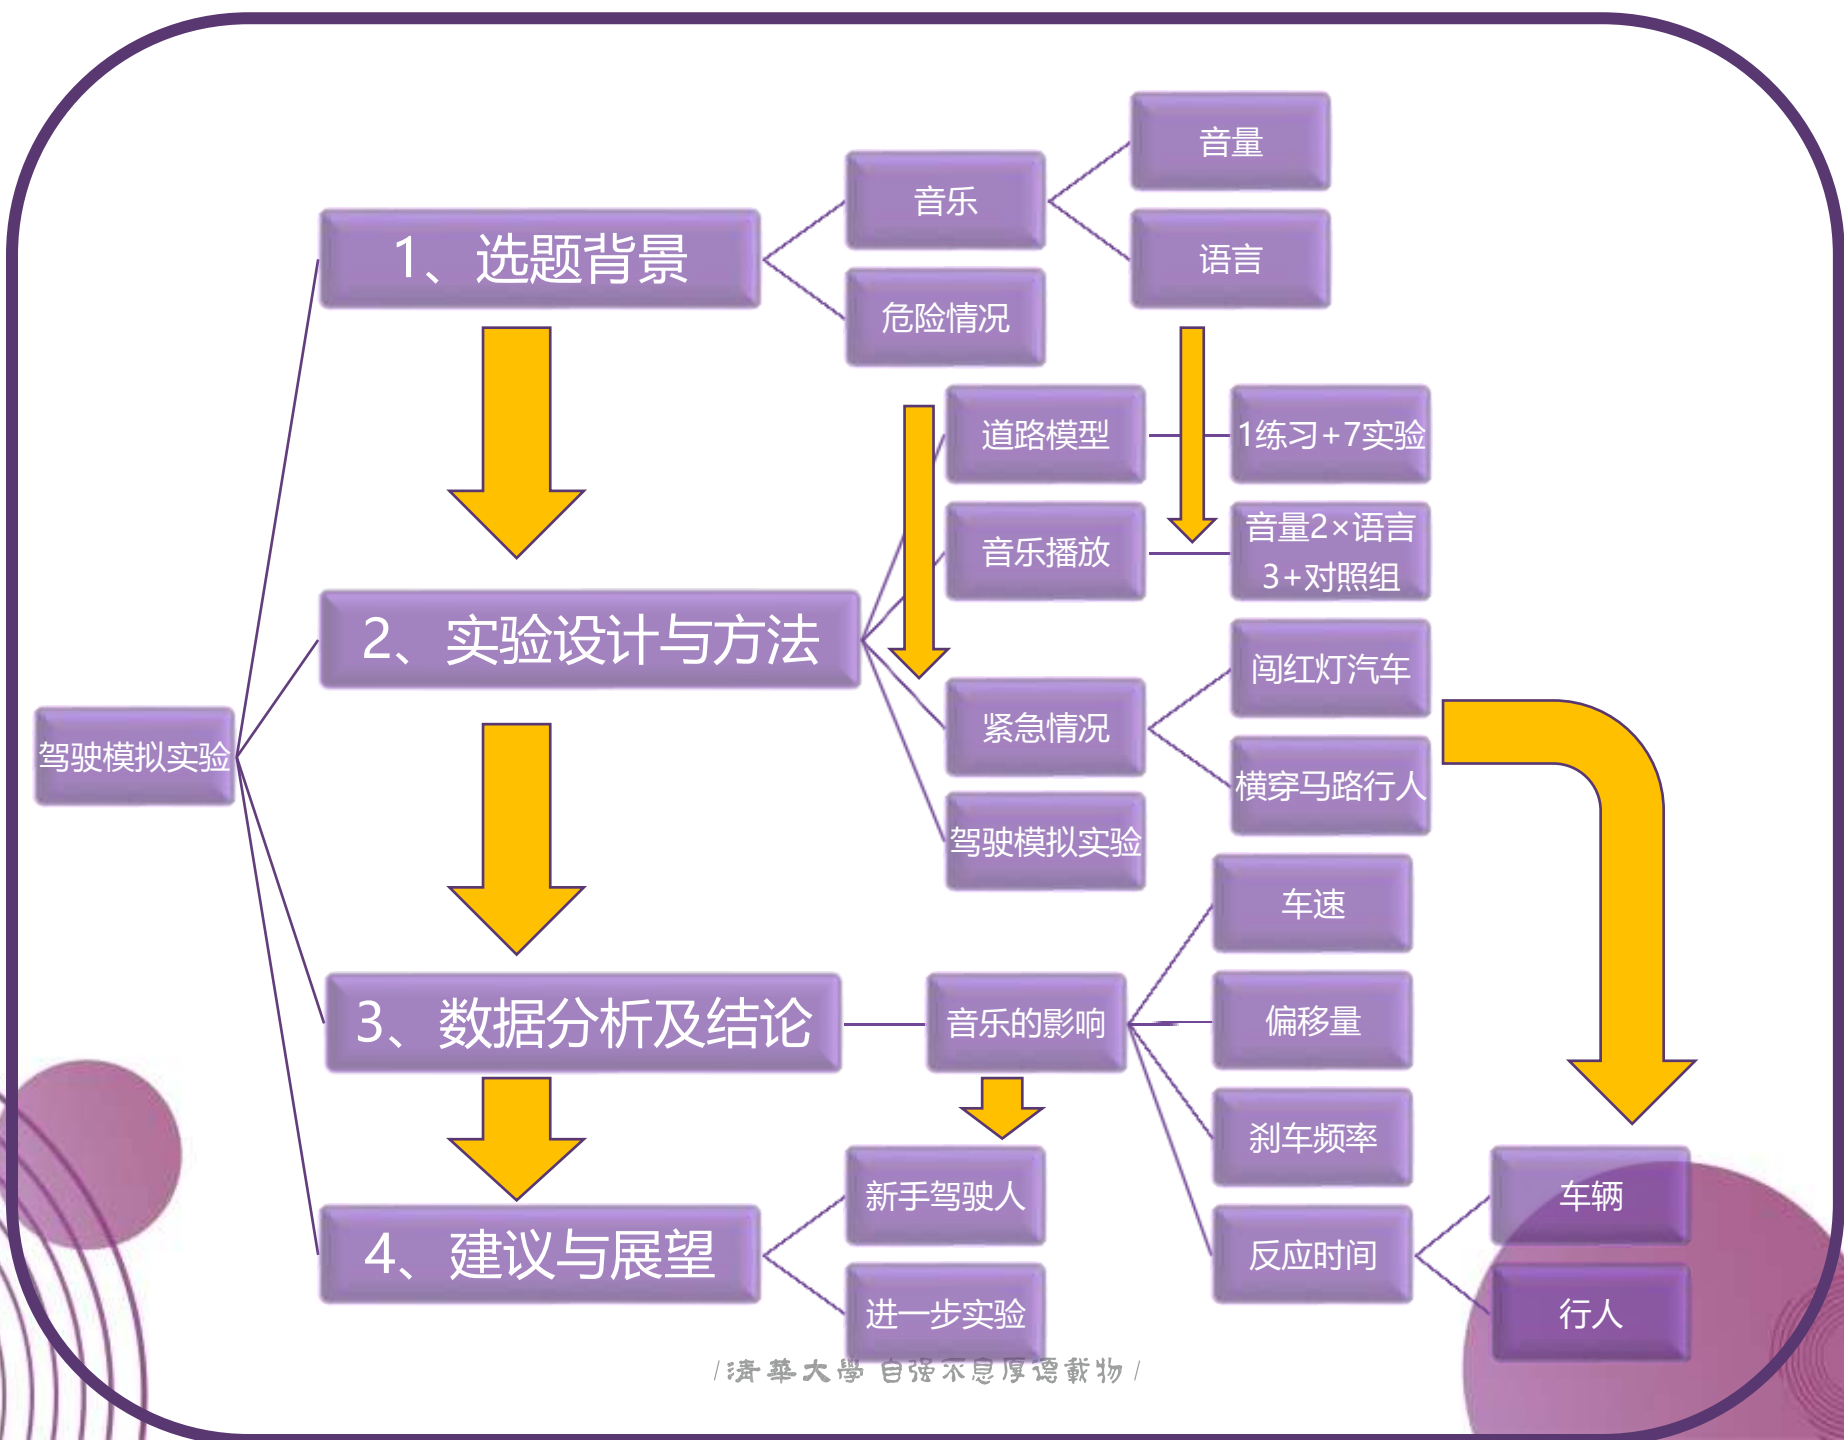 驾驶模拟实验
1、选题背景
音乐
音量
语言
危险情况
2、实验设计与方法
道路模型
1练习+7实验
音乐播放
音量2×语言
3+对照组
紧急情况
闯红灯汽车
横穿马路行人
驾驶模拟实验
3、数据分析及结论
音乐的影响
车速
偏移量
刹车频率
反应时间
车辆
行人
4、建议与展望
新手驾驶人
进一步实验
/清華大學 自强不息厚德載物/